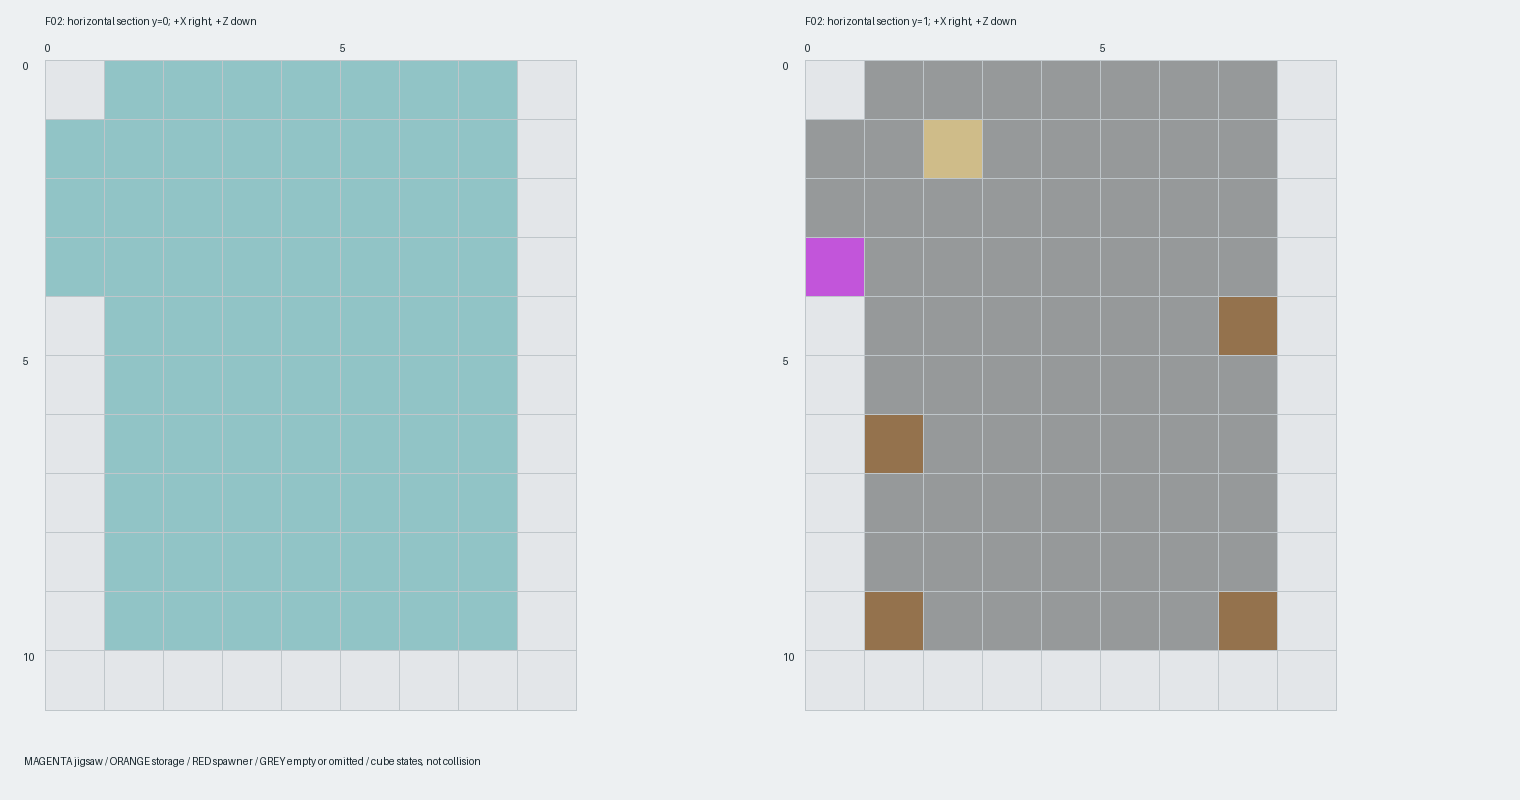 F02: horizontal section y=0; +X right, +Z down
F02: horizontal section y=1; +X right, +Z down
0 5
0 5
0
0
5
5
10
10
MAGENTA jigsaw / ORANGE storage / RED spawner / GREY empty or omitted / cube states, not collision